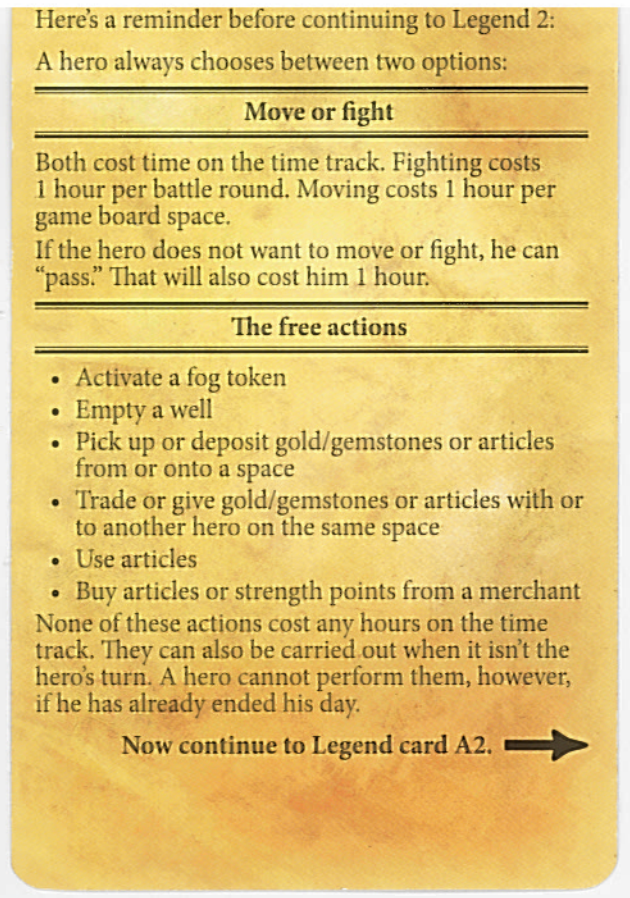 Here's a reminder before continuing to Legend 2:
A hero always chooses between two options:
Move or fight
Both cost time on the time track. Fighting costs
1 hour per battle round. Moving costs 1 hour per
game board space.
If the hero does not want to move or fight, he can
“pass.” That will also cost him 1 hour.
The free actions
• Activate a fog token
• Empty a well
• Pick up or deposit gold/gemstones or articles
from or onto a space
• Trade or give gold/gemstones or articles with or
to another hero on the same space
• Use articles
• Buy articles or strength points from a merchant
None of these actions cost any hours on the time
track. They can also be carried out when it isn't the
hero's turn. A hero cannot perform them, however,
if he has already ended his day.
Now continue to Legend card A2.